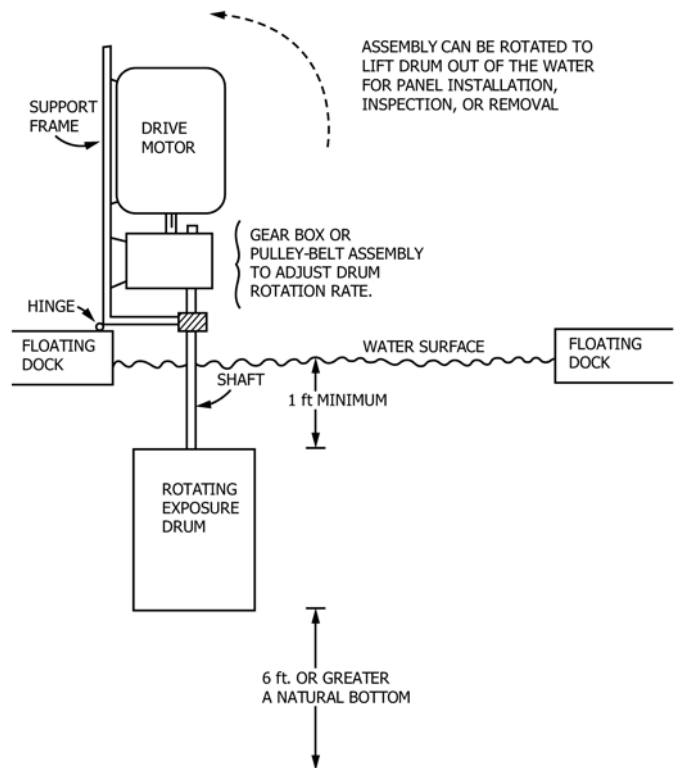 ASSEMBLY CAN BE ROTATED TO
LIFT DRUM OUT OF THE WATER
FOR PANEL INSTALLATION,
INSPECTION, OR REMOVAL
SUPPORT
FRAME
DRIVE
MOTOR
GEAR BOX OR
PULLEY-BELT ASSEMBLY
TO ADJUST DRUM
ROTATION RATE.
HINGE
FLOATING
DOCK
WATER SURFACE
FLOATING
DOCK
SHAFT
1 ft MINIMUM
ROTATING
EXPOSURE
DRUM
6 ft. OR GREATER
A NATURAL BOTTOM